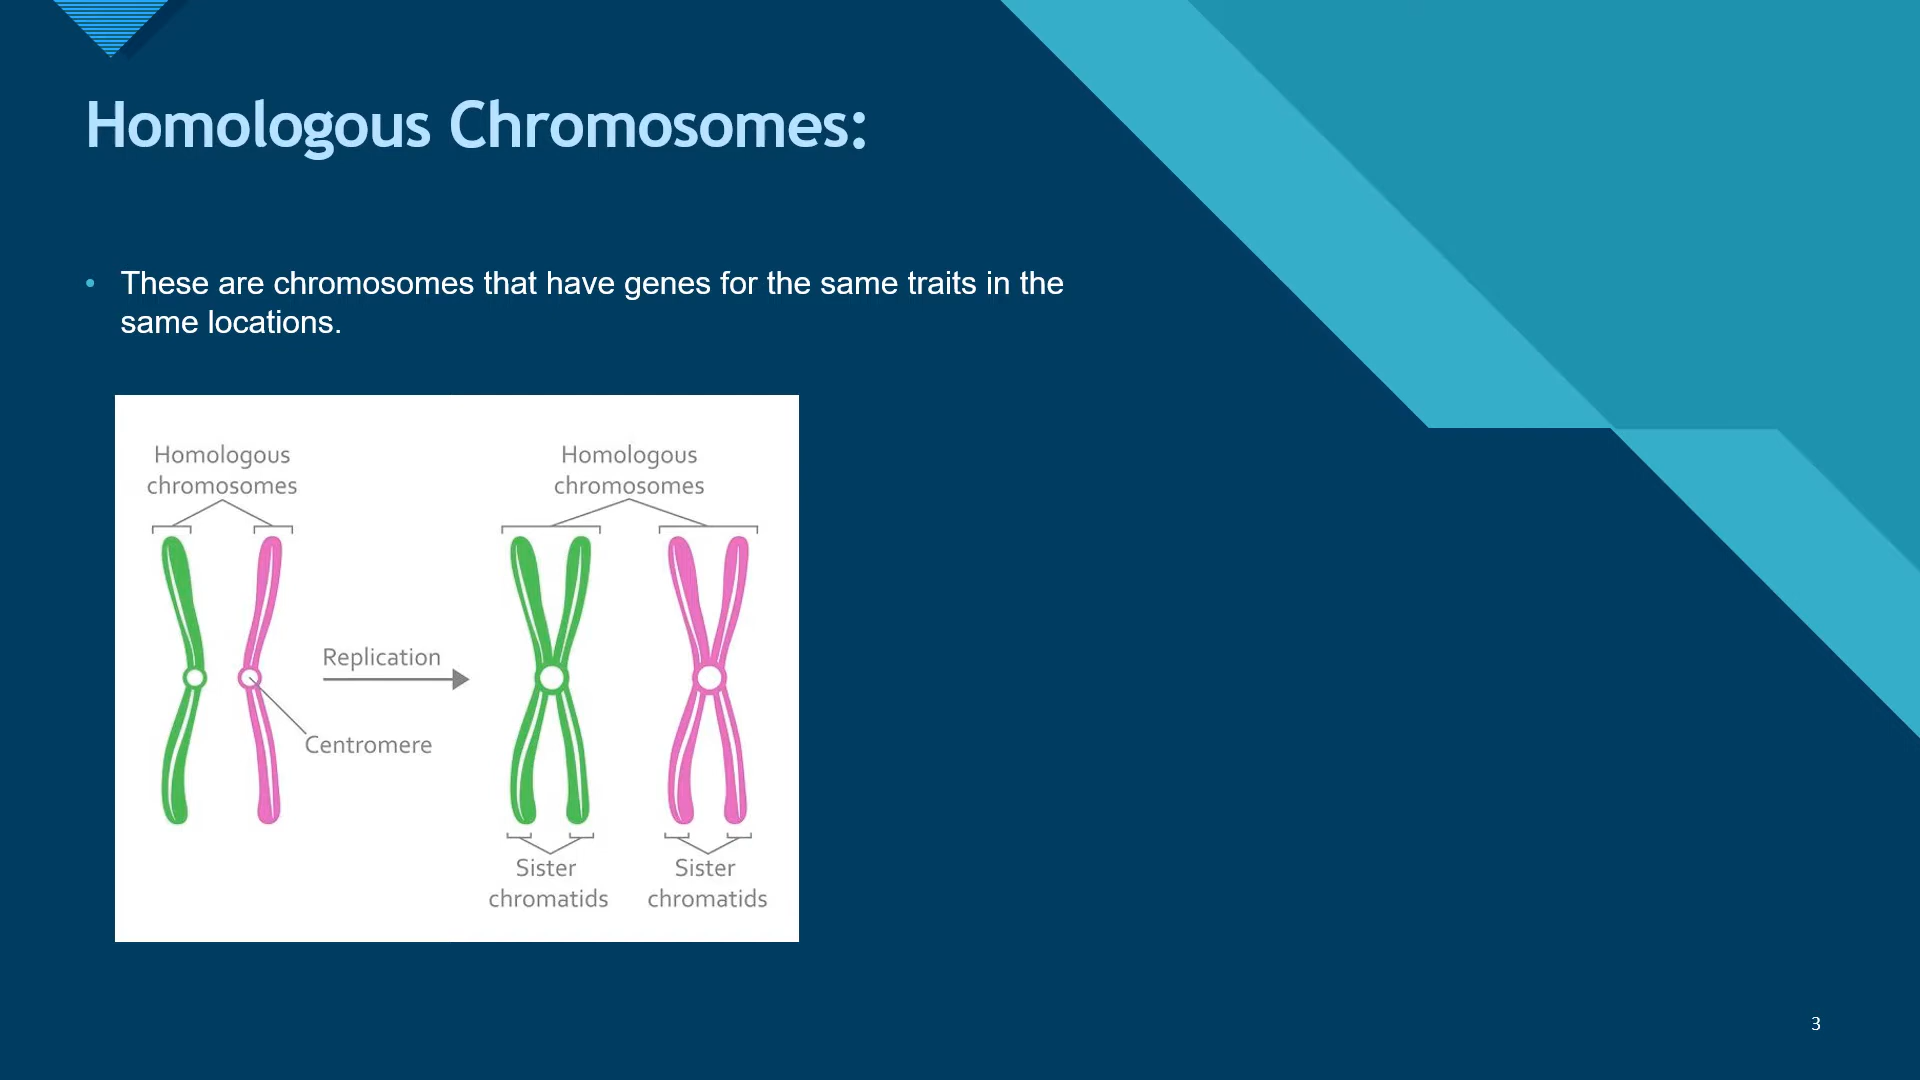 Homologous Chromosomes:
• These are chromosomes that have genes for the same traits in the
same locations.
Homologous
chromosomes
Homologous
chromosomes
Replication
Centromere
Sister
chromatids
Sister
chromatids
3